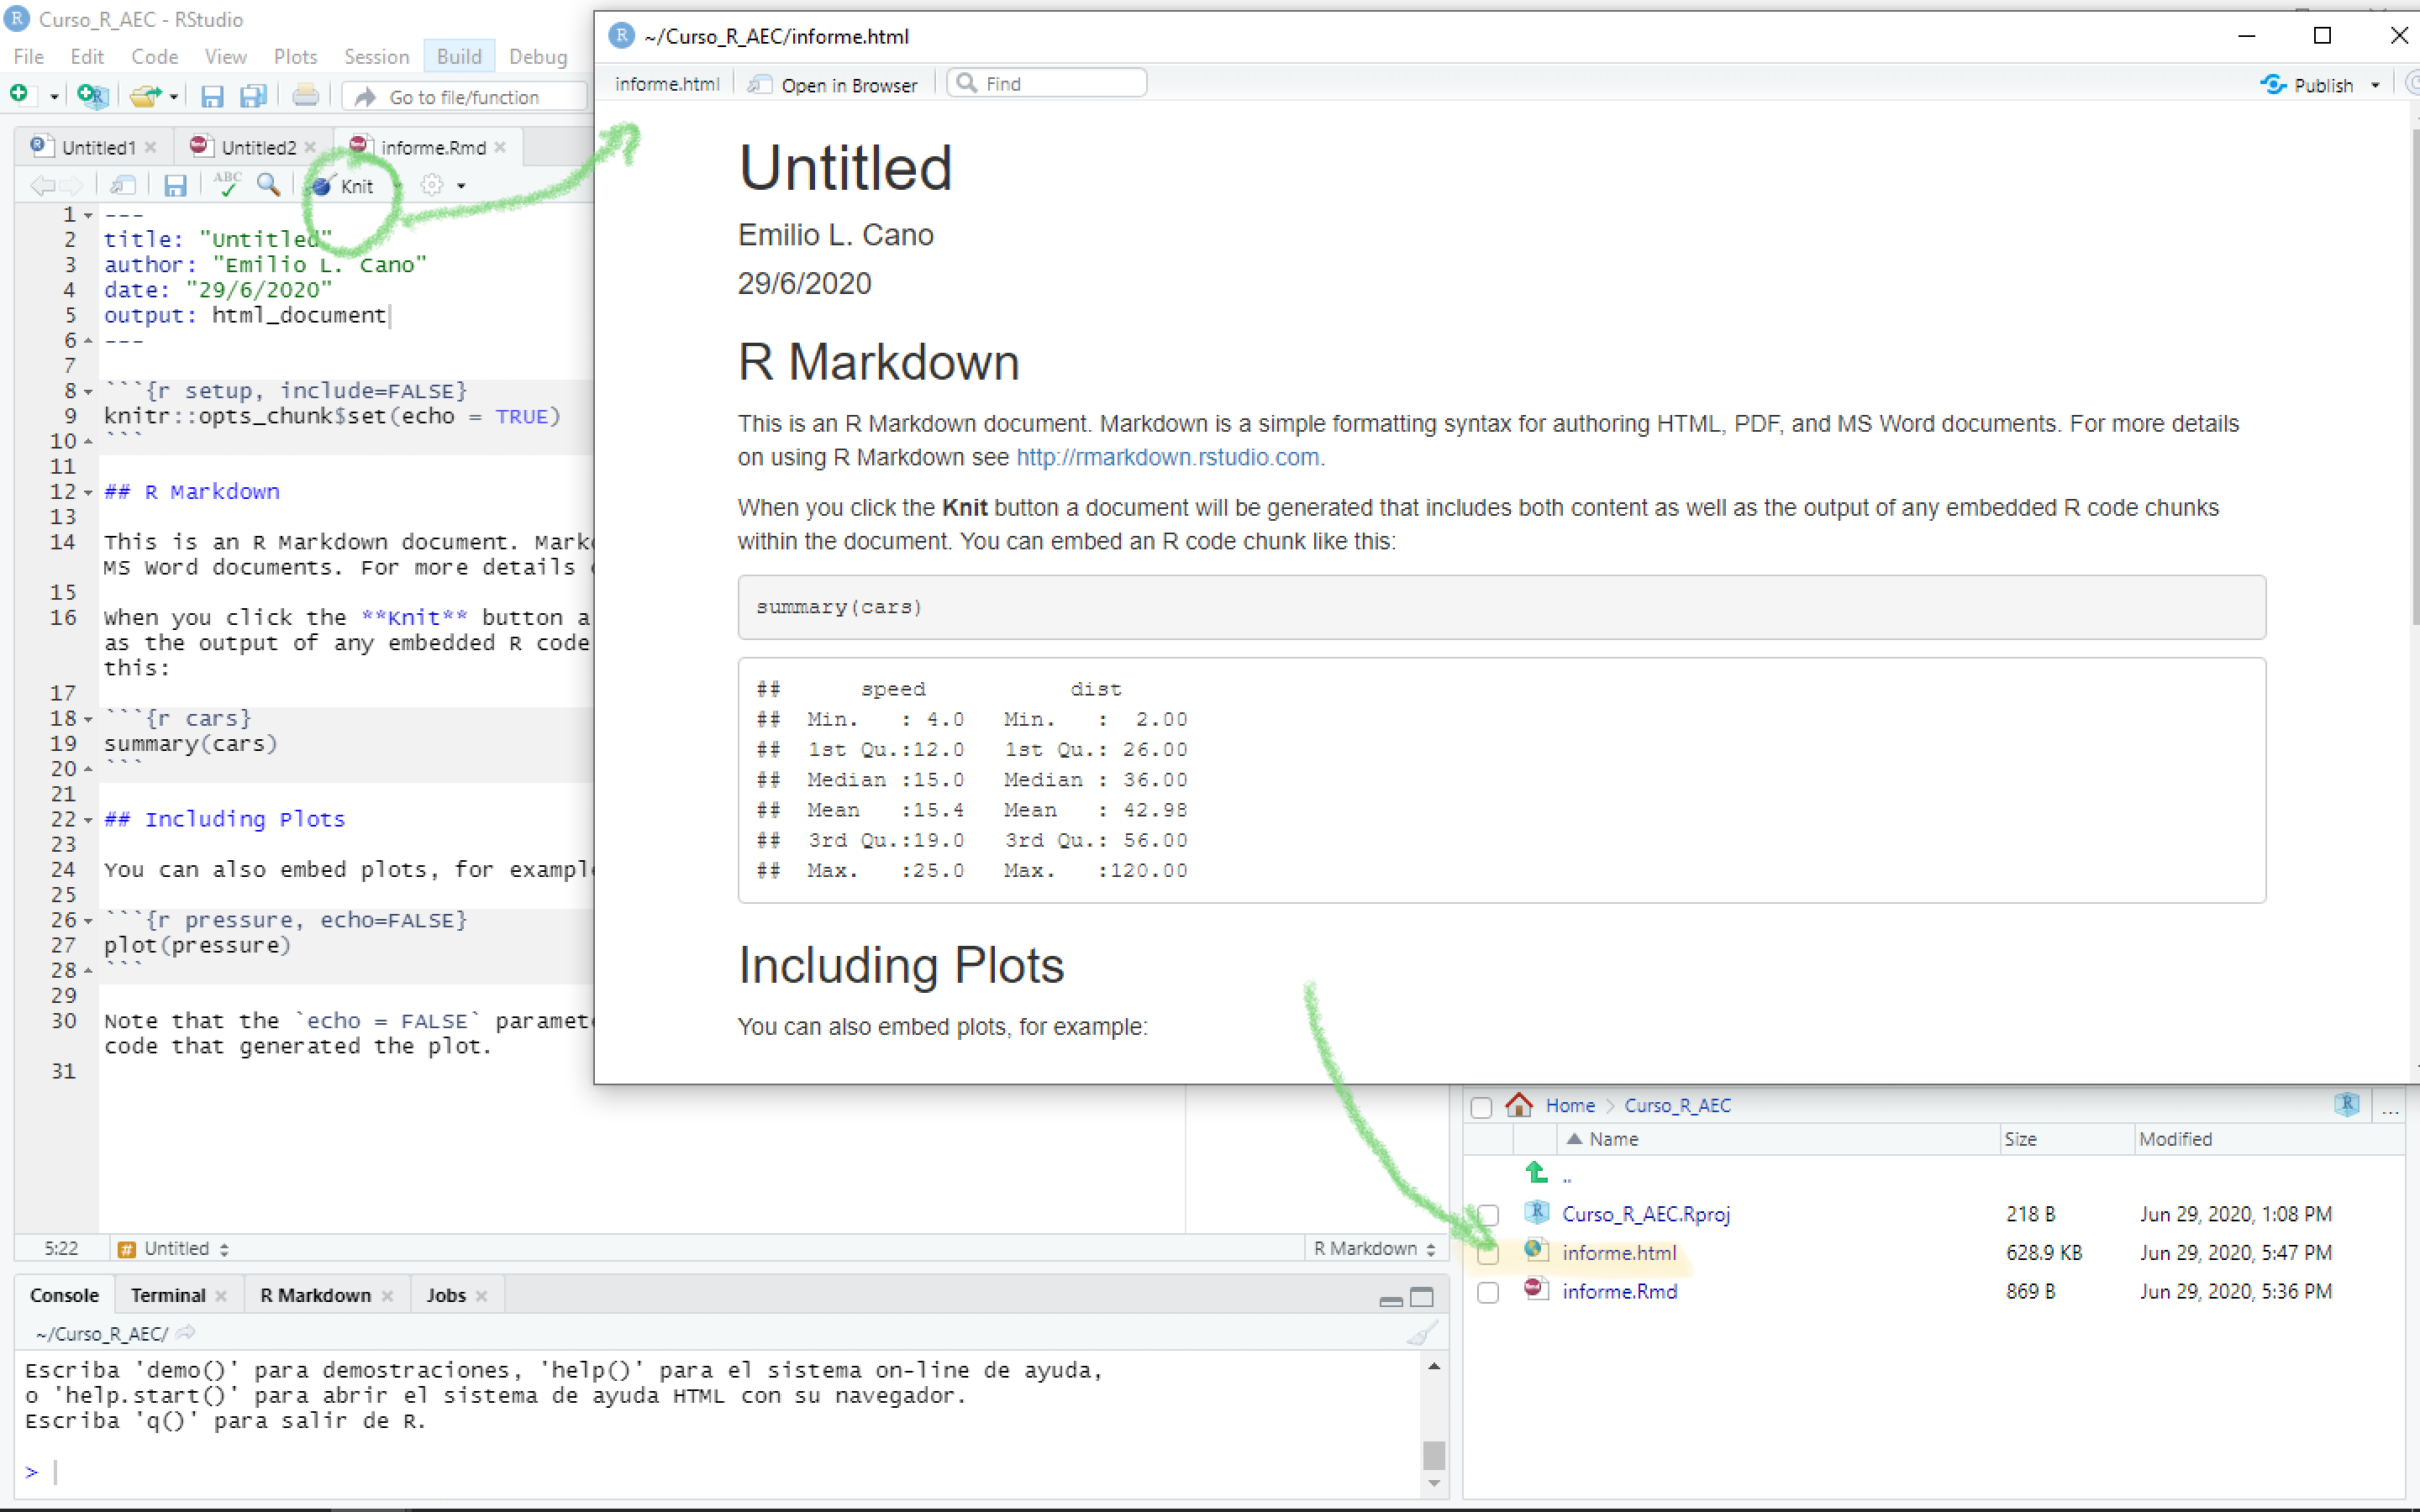 Curso_R_AEC - RStudio
File Edit Code View Plots Session Build Debug
Go to file/function
Untitled1 Untitled2 informe.Rmd
ABC Knit
1 ---
2 title: "Untitled"
3 author: "Emilio L. Cano"
4 date: "29/6/2020"
5 output: html_document
6 ---
7
8 ```{r setup, include=FALSE}
9 knitr::opts_chunk$set(echo = TRUE)
10 ```
11
12 ## R Markdown
13
14 This is an R Markdown document. Mark
MS Word documents. For more details
15
16 When you click the **Knit** button a
as the output of any embedded R code
this:
17
18 ```{r cars}
19 summary(cars)
20 ```
21
22 ## Including Plots
23
24 You can also embed plots, for exampl
25
26 ```{r pressure, echo=FALSE}
27 plot(pressure)
28 ```
29
30 Note that the `echo = FALSE` paramet
code that generated the plot.
31
5:22 # Untitled R Markdown
Console Terminal R Markdown Jobs
~/Curso_R_AEC/
Escriba 'demo()' para demostraciones, 'help()' para el sistema on-line de ayuda,
o 'help.start()' para abrir el sistema de ayuda HTML con su navegador.
Escriba 'q()' para salir de R.
>
R ~/Curso_R_AEC/informe.html
informe.html Open in Browser Find Publish
Untitled
Emilio L. Cano
29/6/2020
R Markdown
This is an R Markdown document. Markdown is a simple formatting syntax for authoring HTML, PDF, and MS Word documents. For more details
on using R Markdown see http://rmarkdown.rstudio.com.
When you click the Knit button a document will be generated that includes both content as well as the output of any embedded R code chunks
within the document. You can embed an R code chunk like this:
summary(cars)
##      speed           dist
##  Min.   : 4.0   Min.   :  2.00
##  1st Qu.:12.0   1st Qu.: 26.00
##  Median :15.0   Median : 36.00
##  Mean   :15.4   Mean   : 42.98
##  3rd Qu.:19.0   3rd Qu.: 56.00
##  Max.   :25.0   Max.   :120.00
Including Plots
You can also embed plots, for example:
Home Curso_R_AEC R ...
Name Size Modified
..
Curso_R_AEC.Rproj 218 B Jun 29, 2020, 1:08 PM
informe.html 628.9 KB Jun 29, 2020, 5:47 PM
informe.Rmd 869 B Jun 29, 2020, 5:36 PM